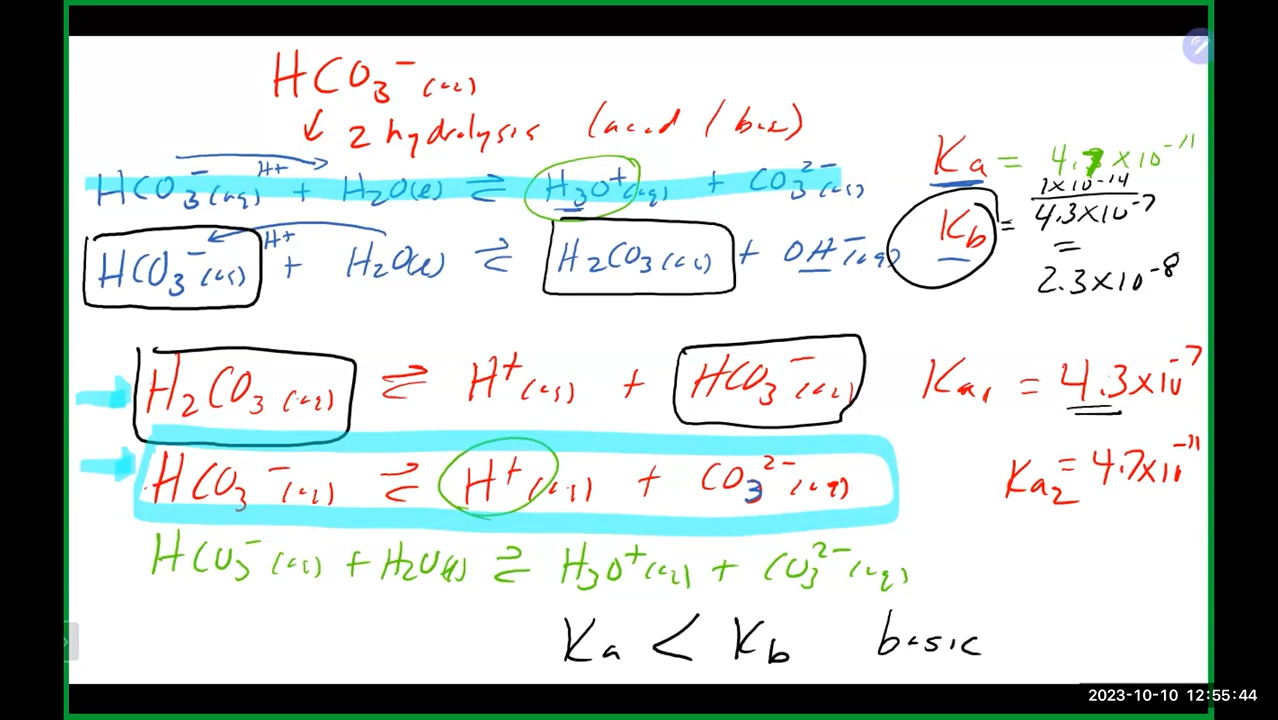 HCO₃⁻(aq)
↓ 2 hydrolysis (acid / base)
H⁺
HCO₃⁻(aq) + H₂O(l) ⇌ H₃O⁺(aq) + CO₃²⁻(aq) Ka = 4.7×10⁻¹¹
H⁺
HCO₃⁻(aq) + H₂O(l) ⇌ H₂CO₃(aq) + OH⁻(aq) Kb = 1×10⁻¹⁴
4.3×10⁻⁷
=
2.3×10⁻⁸
H₂CO₃(aq) ⇌ H⁺(aq) + HCO₃⁻(aq) Ka₁ = 4.3×10⁻⁷
HCO₃⁻(aq) ⇌ H⁺(aq) + CO₃²⁻(aq) Ka₂ = 4.7×10⁻¹¹
HCO₃⁻(aq) + H₂O(l) ⇌ H₃O⁺(aq) + CO₃²⁻(aq)
Ka < Kb basic
2023-10-10 12:55:44